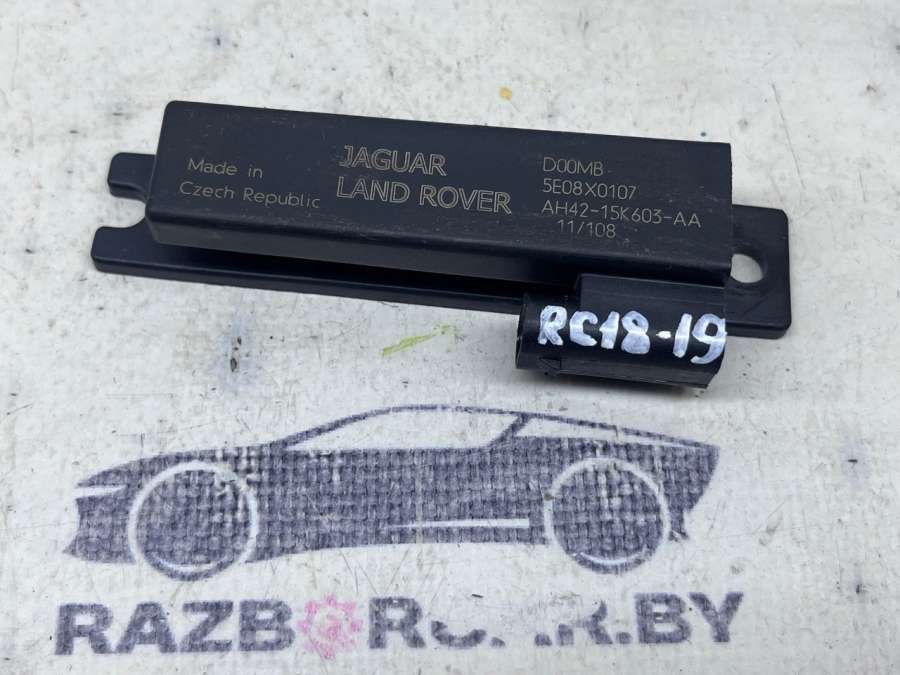 Made in
Czech Republic
JAGUAR
LAND ROVER
D00MB
5E08X0107
AH42-15K603-AA
11/108
RC18-19